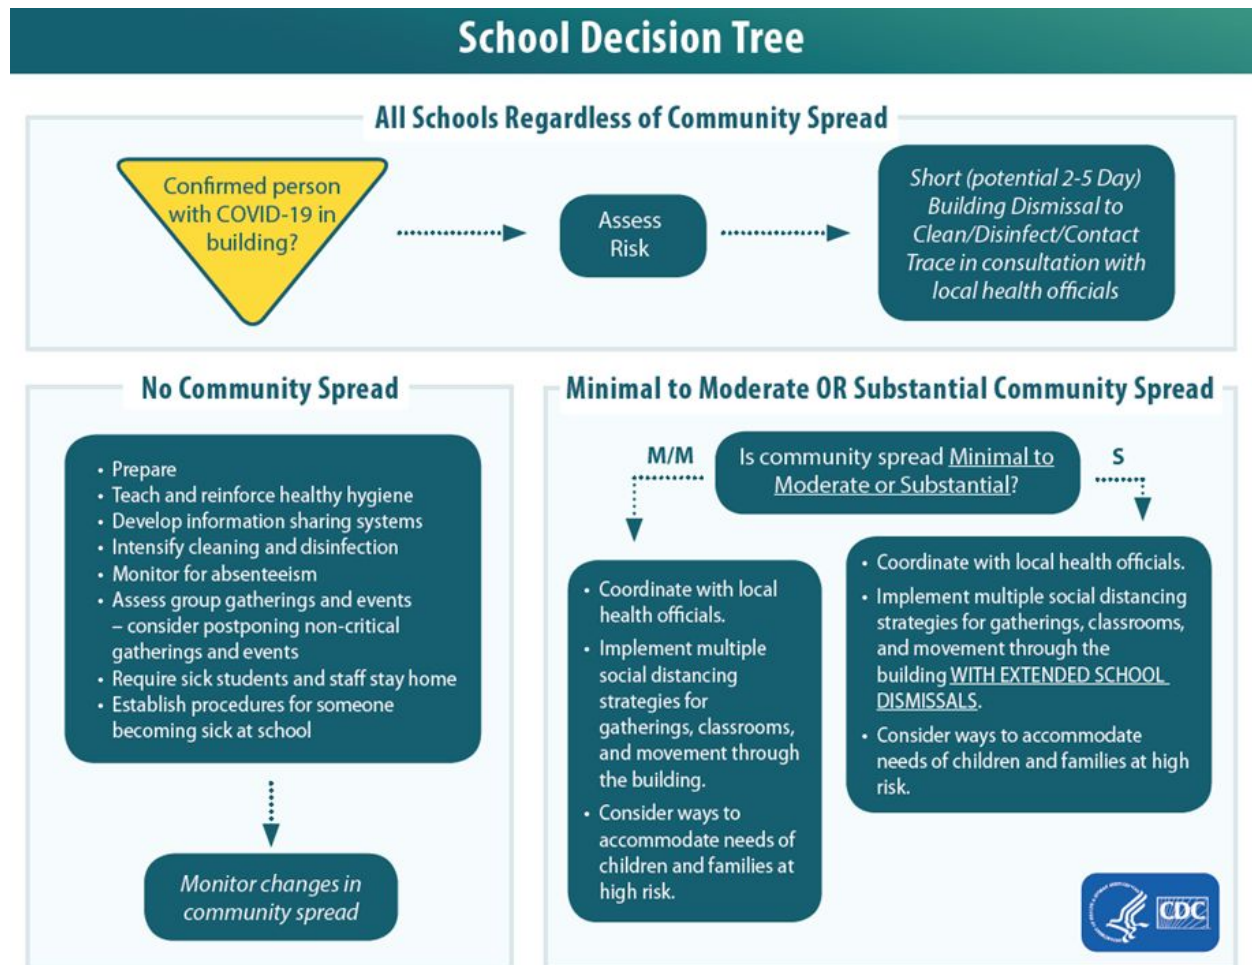 School Decision Tree
All Schools Regardless of Community Spread
Confirmed person
with COVID-19 in
building?
Assess
Risk
Short (potential 2-5 Day)
Building Dismissal to
Clean/Disinfect/Contact
Trace in consultation with
local health officials
No Community Spread
• Prepare
• Teach and reinforce healthy hygiene
• Develop information sharing systems
• Intensify cleaning and disinfection
• Monitor for absenteeism
• Assess group gatherings and events
– consider postponing non-critical
gatherings and events
• Require sick students and staff stay home
• Establish procedures for someone
becoming sick at school
Monitor changes in
community spread
Minimal to Moderate OR Substantial Community Spread
Is community spread Minimal to
Moderate or Substantial?
M/M
• Coordinate with local
health officials.
• Implement multiple
social distancing
strategies for
gatherings, classrooms,
and movement through
the building.
• Consider ways to
accommodate needs of
children and families at
high risk.
S
• Coordinate with local health officials.
• Implement multiple social distancing
strategies for gatherings, classrooms,
and movement through the
building WITH EXTENDED SCHOOL
DISMISSALS.
• Consider ways to accommodate
needs of children and families at high
risk.
CDC